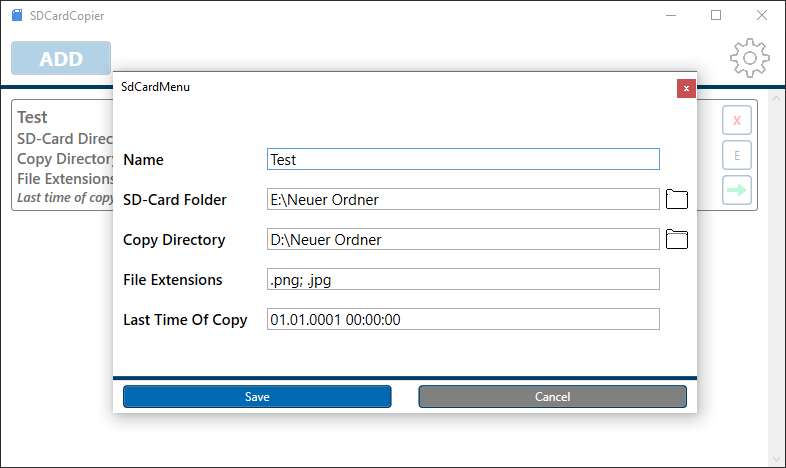 SDCardCopier
ADD
SdCardMenu
x
Test
X
SD-Card Direc
Name Test
E
Copy Directory
File Extensions
Last time of copy
SD-Card Folder E:\Neuer Ordner
Copy Directory D:\Neuer Ordner
File Extensions .png; .jpg
Last Time Of Copy 01.01.0001 00:00:00
Save Cancel